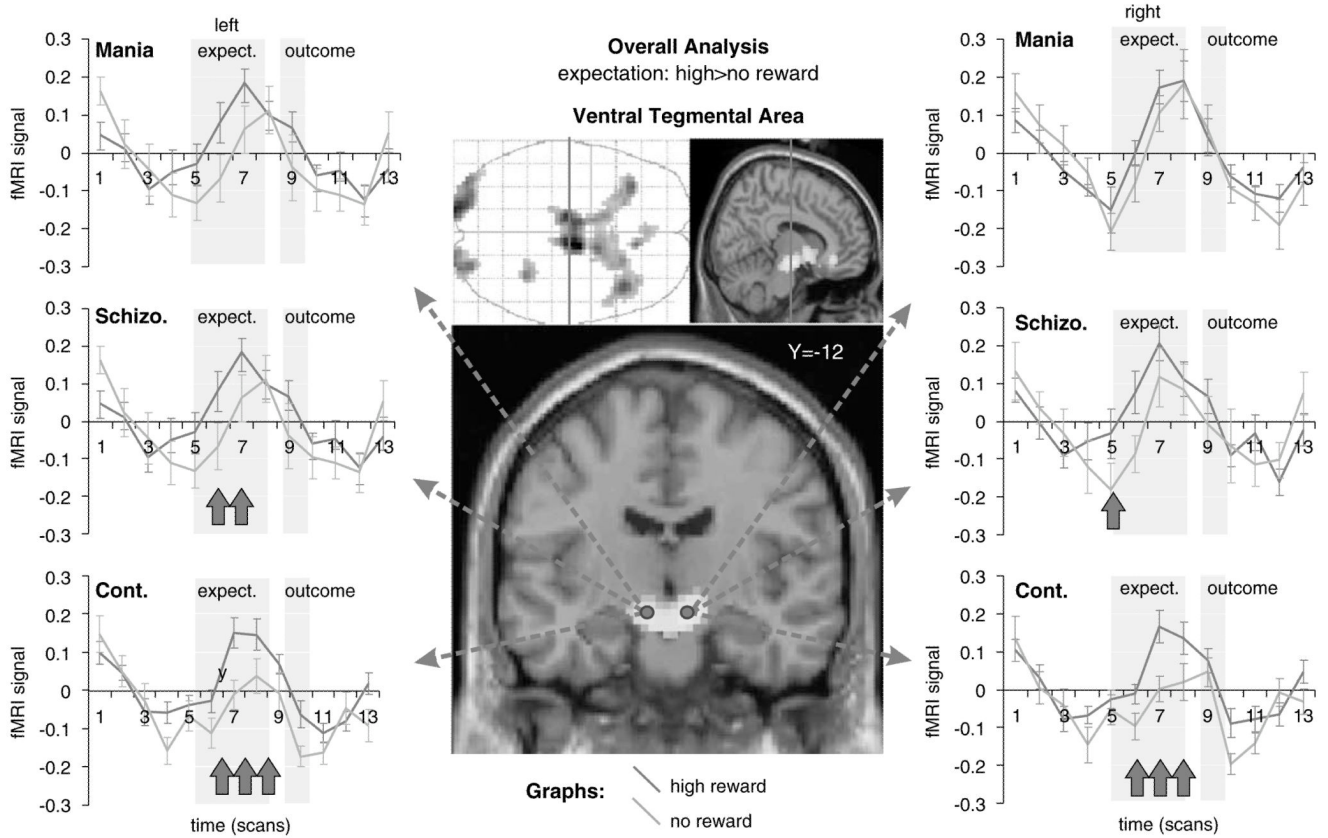 left
Mania
expect.
outcome
fMRI signal
0.3
0.2
0.1
0
-0.1
-0.2
-0.3
1 3 5 7 9 11 13
Schizo.
expect.
outcome
fMRI signal
0.3
0.2
0.1
0
-0.1
-0.2
-0.3
1 3 5 7 9 11 13
Cont.
expect.
outcome
fMRI signal
0.3
0.2
0.1
0
-0.1
-0.2
-0.3
y
1 3 5 7 9 11 13
time (scans)
Overall Analysis
expectation: high>no reward
Ventral Tegmental Area
Y=-12
Graphs:
high reward
no reward
right
Mania
expect.
outcome
fMRI signal
0.3
0.2
0.1
0
-0.1
-0.2
-0.3
1 3 5 7 9 11 13
Schizo.
expect.
outcome
fMRI signal
0.3
0.2
0.1
0
-0.1
-0.2
-0.3
1 3 5 7 9 11 13
Cont.
expect.
outcome
fMRI signal
0.3
0.2
0.1
0
-0.1
-0.2
-0.3
1 3 5 7 9 11 13
time (scans)